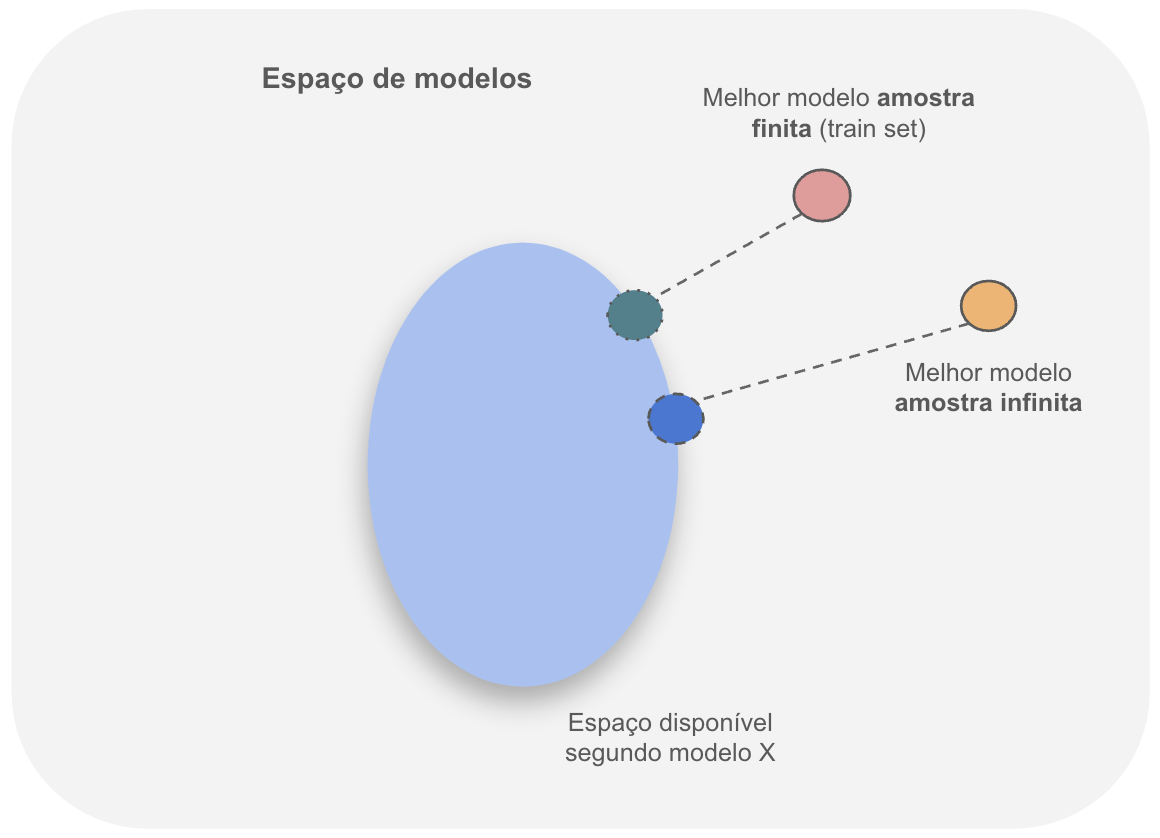 Espaço de modelos
Melhor modelo amostra
finita (train set)
Melhor modelo
amostra infinita
Espaço disponível
segundo modelo X